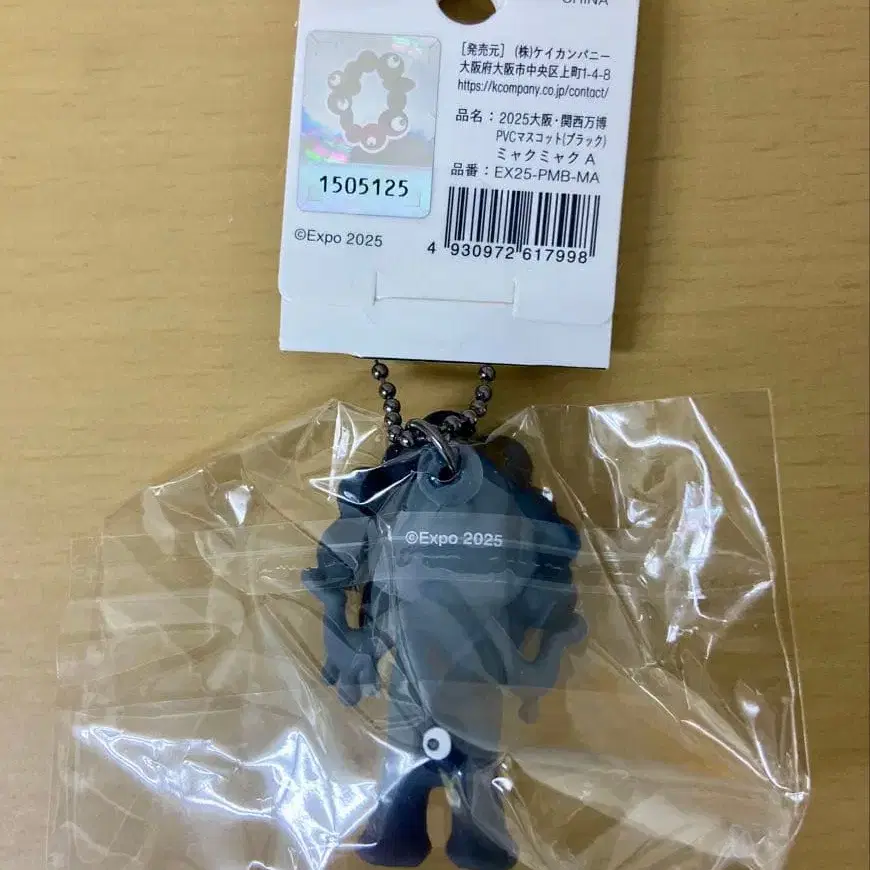 CHINA
[発売元] (株)ケイカンパニー
大阪府大阪市中央区上町1-4-8
https://kcompany.co.jp/contact/
品名：2025大阪・関西万博
PVCマスコット(ブラック)
ミャクミャク A
品番：EX25-PMB-MA
1505125
©Expo 2025
4 930972 617998
©Expo 2025